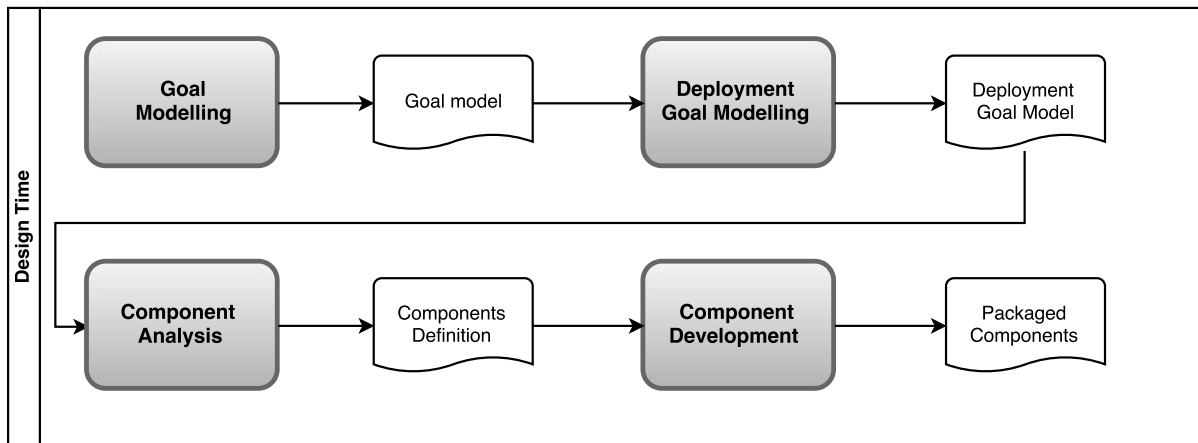 Design Time
Goal
Modelling
Goal model
Deployment
Goal Modelling
Deployment
Goal Model
Component
Analysis
Components
Definition
Component
Development
Packaged
Components